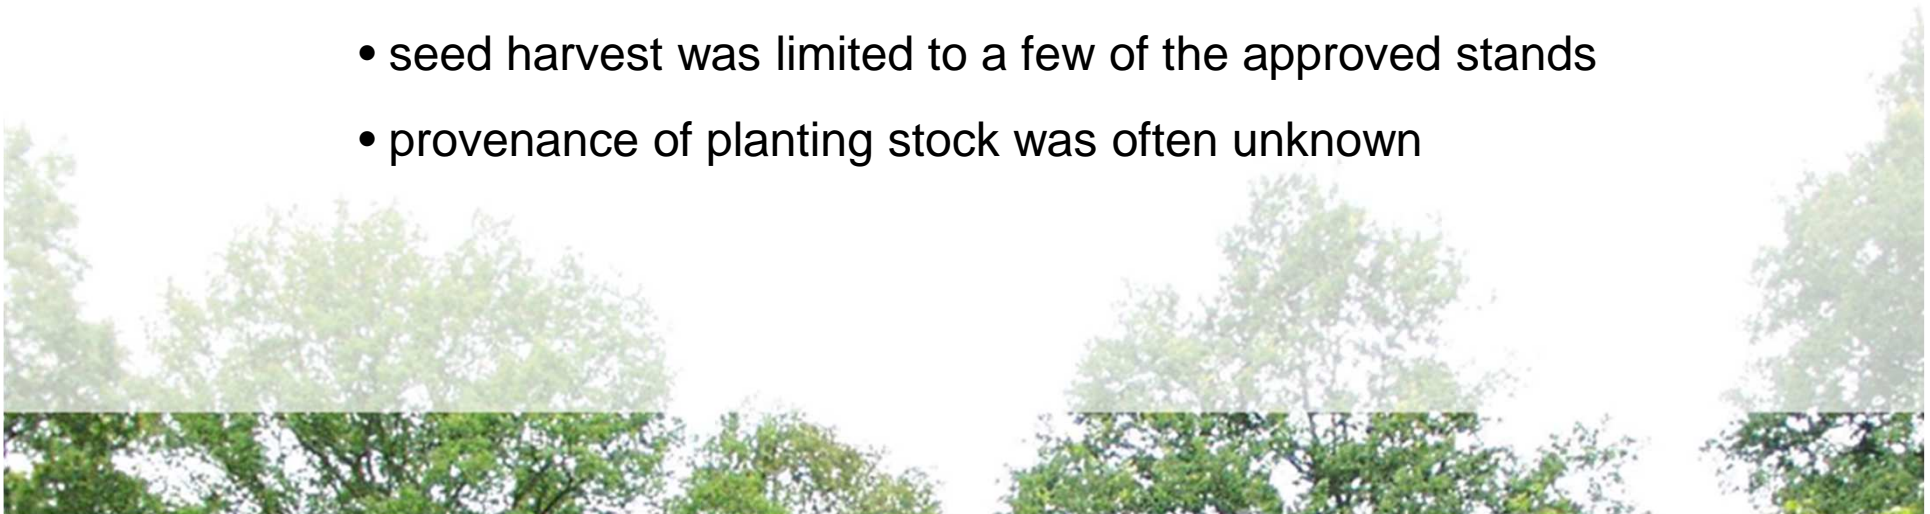 • seed harvest was limited to a few of the approved stands
• provenance of planting stock was often unknown